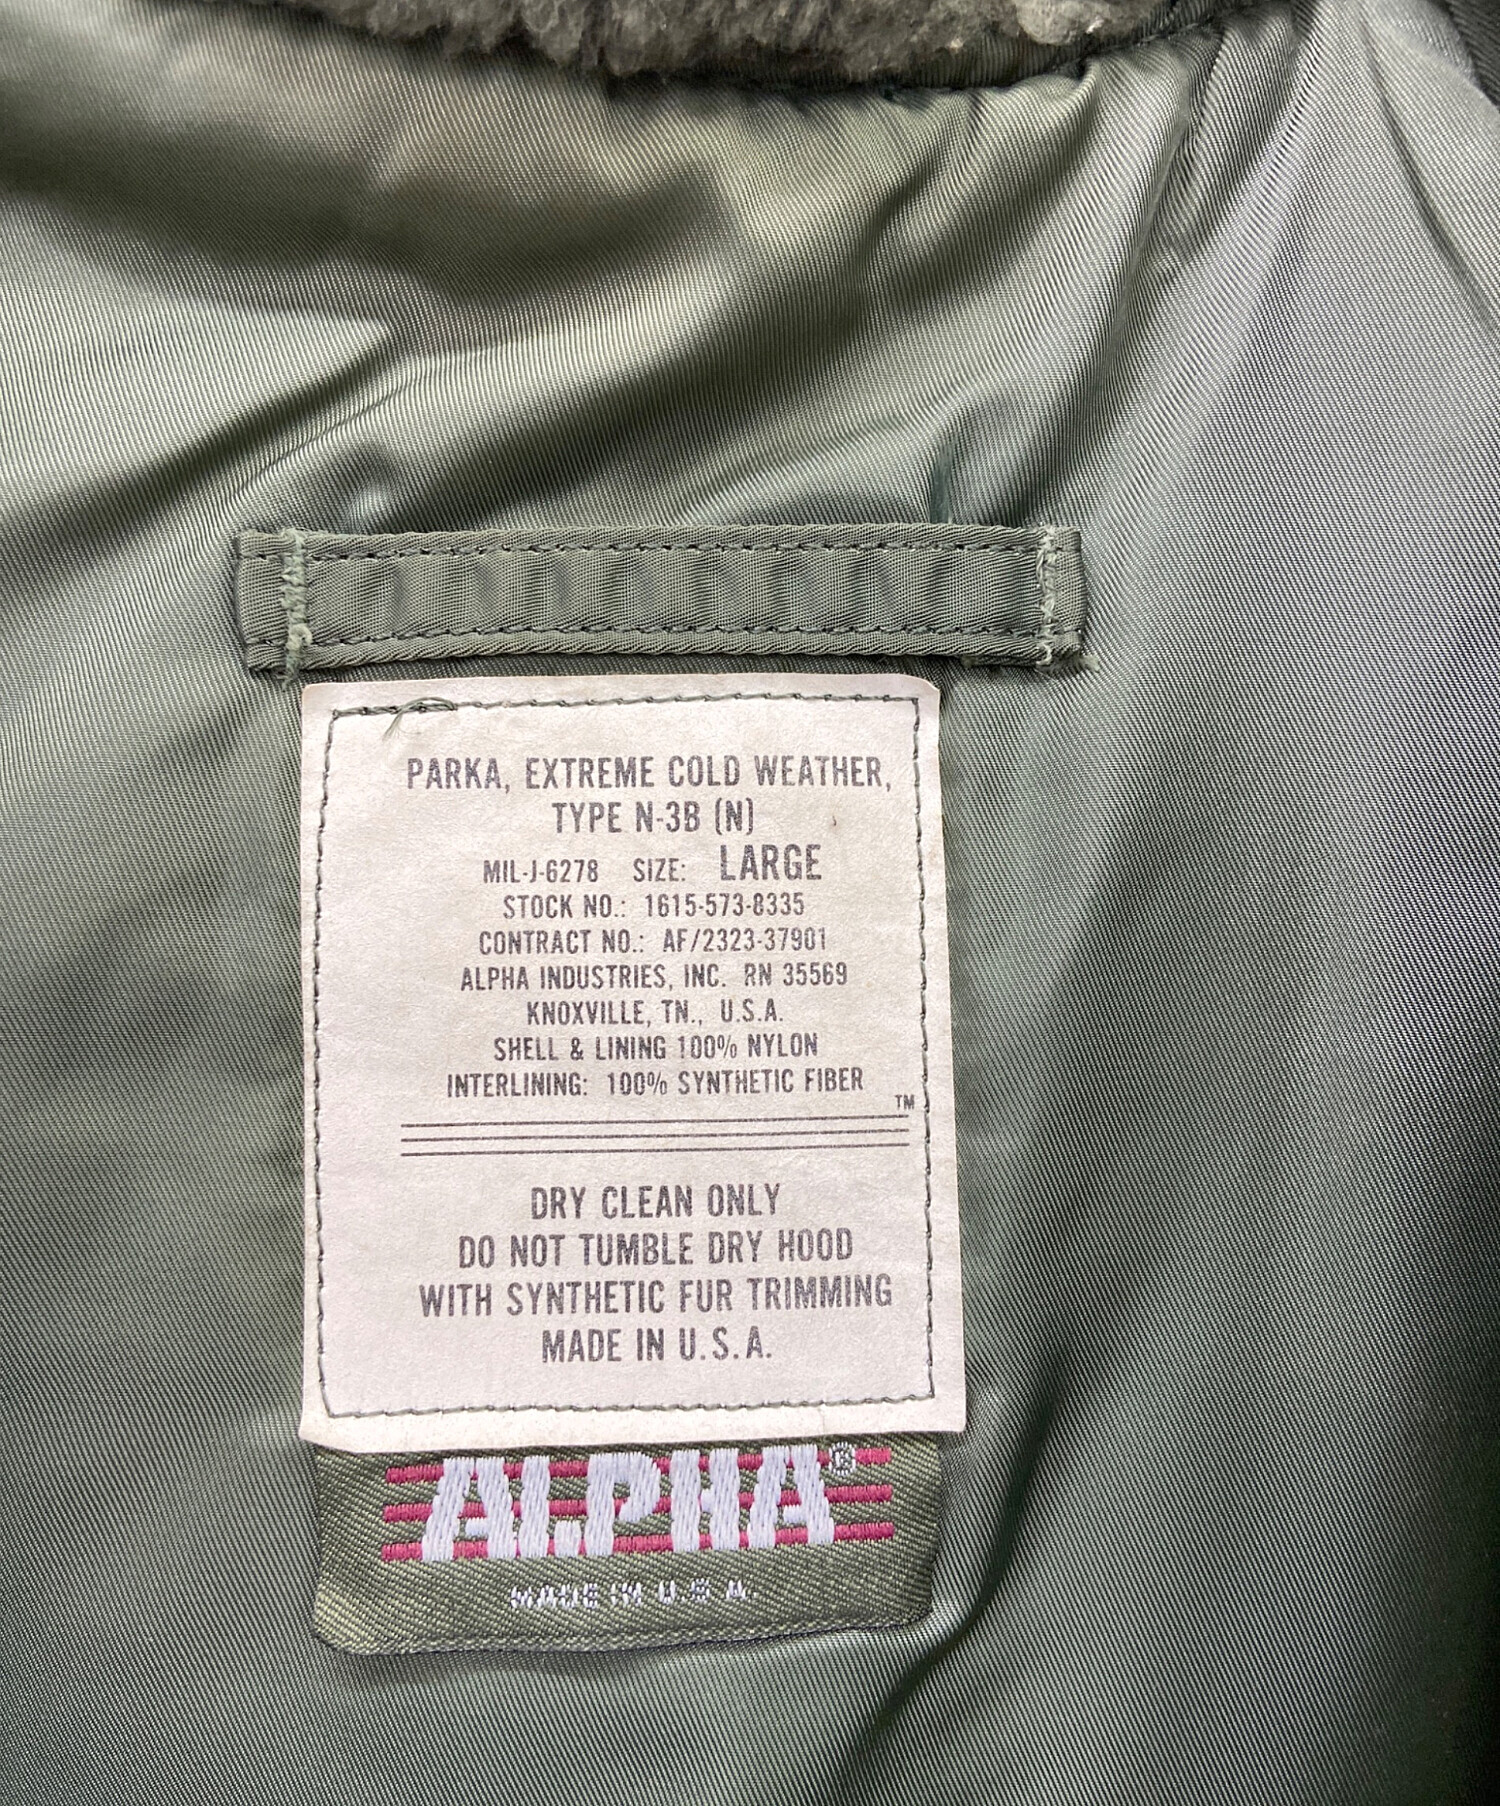 PARKA, EXTREME COLD WEATHER,
TYPE N-3B (N)
MIL-J-6278 SIZE: LARGE
STOCK NO.: 1615-573-8335
CONTRACT NO.: AF/2323-37901
ALPHA INDUSTRIES, INC. RN 35569
KNOXVILLE, TN., U.S.A.
SHELL & LINING 100% NYLON
INTERLINING: 100% SYNTHETIC FIBER
TM
DRY CLEAN ONLY
DO NOT TUMBLE DRY HOOD
WITH SYNTHETIC FUR TRIMMING
MADE IN U.S.A.
ALPHA®
MADE IN U.S.A.